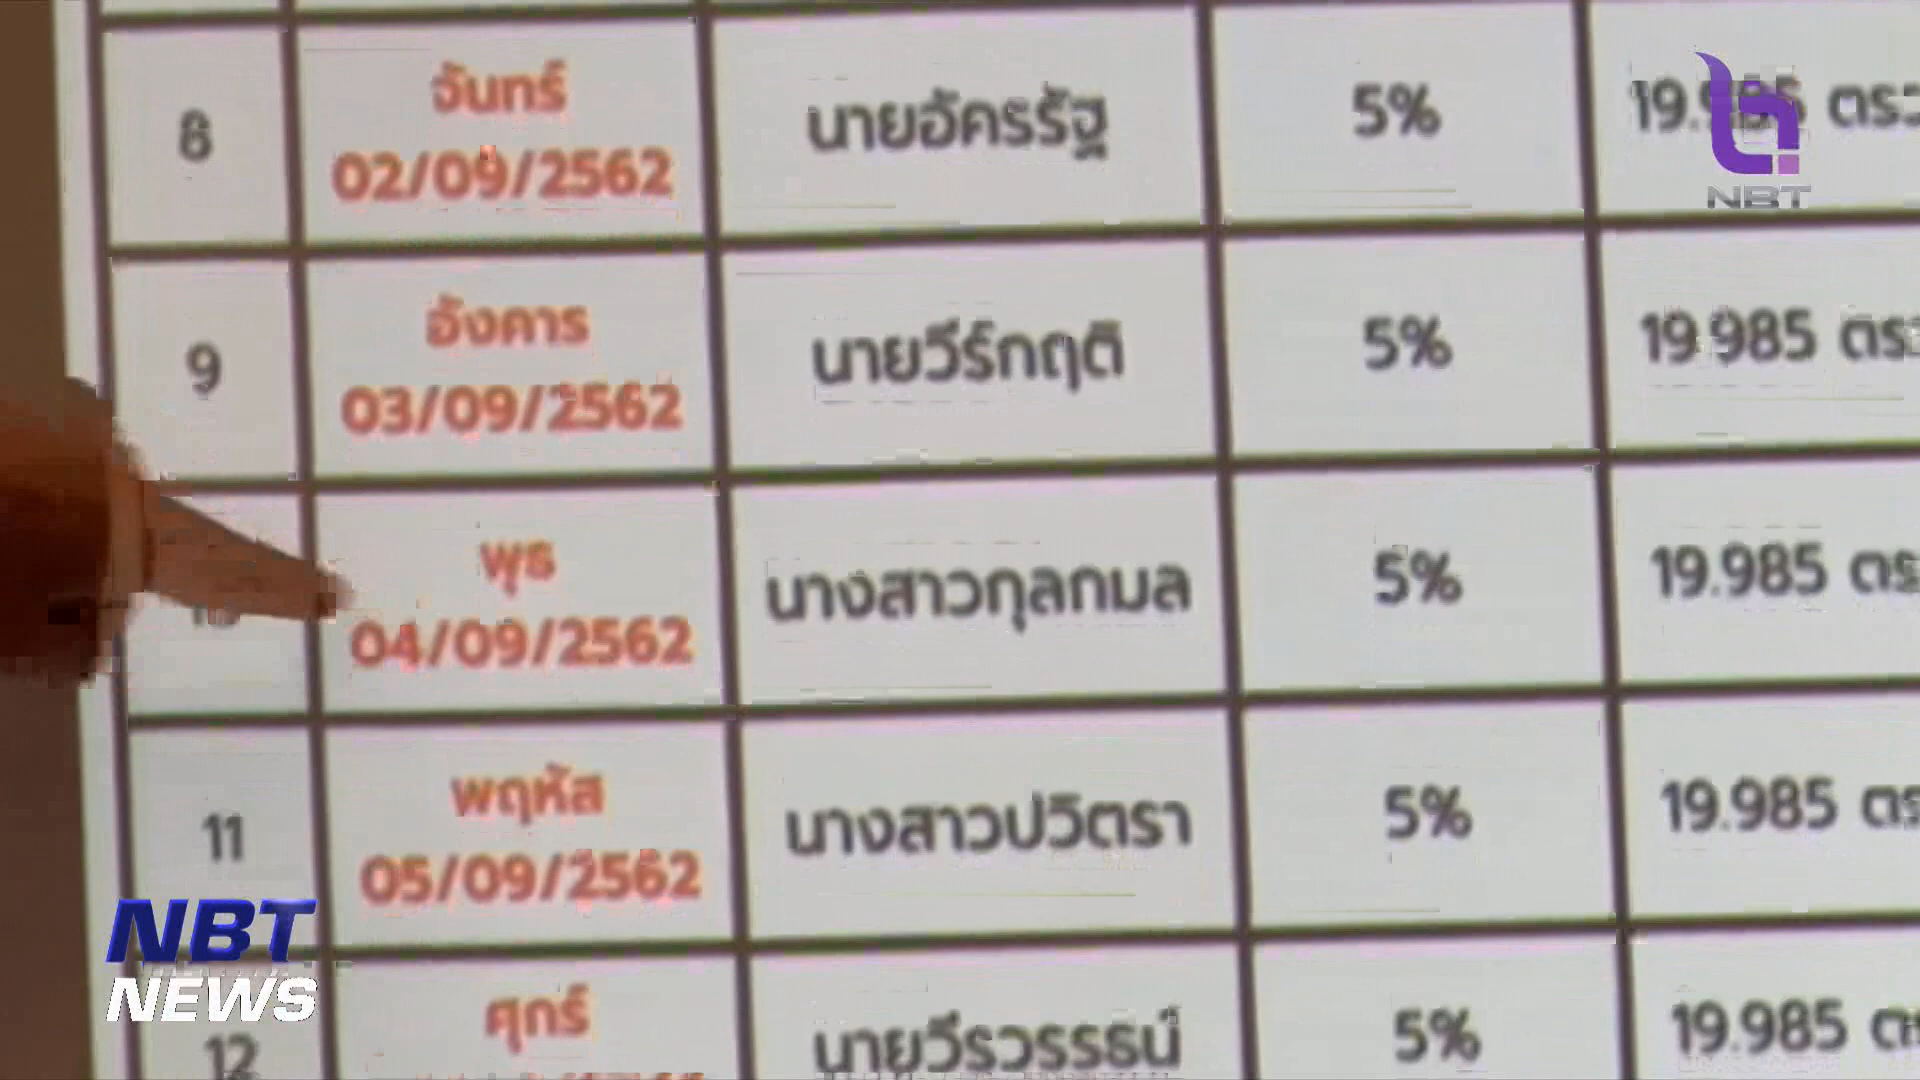 8 จันทร์ นายอัครรัฐ 5% 19.985 ตรว
02/09/2562
NBT
9 อังคาร นายวีร์กฤติ 5% 19.985 ตรว
03/09/2562
พุธ นางสาวกุลกมล 5% 19.985 ตร
04/09/2562
11 พฤหัส นางสาวปวิตรา 5% 19.985 ตร
05/09/2562
NBT
NEWS
12 ศุกร์ นายวีรวรรธน์ 5% 19.985 ตร